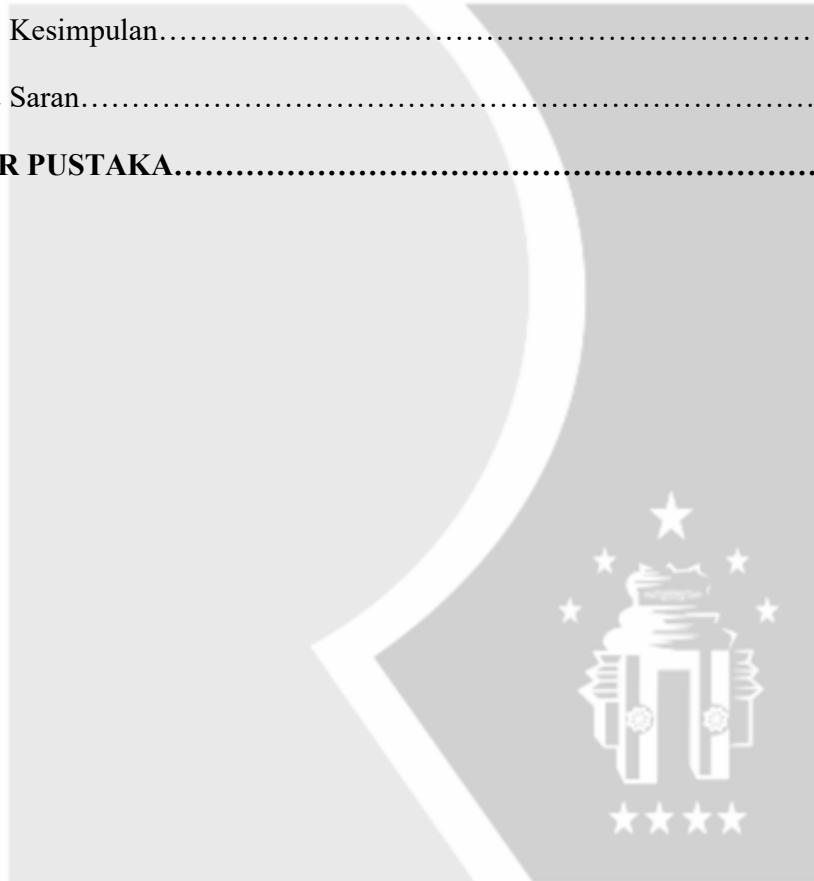 Kesimpulan……………………………………………………………
Saran…………………………………………………………………
R PUSTAKA……………………………………………………………